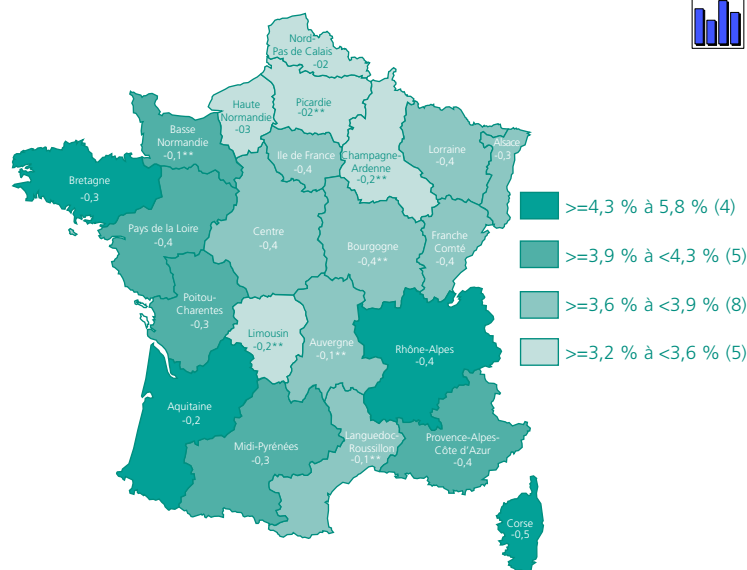 Nord-
Pas de Calais
-02
Picardie
-02**
Haute
Normandie
-03
Basse
Normandie
-0,1**
Ile de France
-0,4
Champagne-
Ardenne
-0,2**
Lorraine
-0,4
Alsace
-0,3
Bretagne
-0,3
Pays de la Loire
-0,4
Centre
-0,4
Bourgogne
-0,4**
Franche
Comté
-0,4
Poitou-
Charentes
-0,3
Limousin
-0,2**
Auvergne
-0,1**
Rhône-Alpes
-0,4
Aquitaine
-0,2
Midi-Pyrénées
-0,3
Languedoc-
Roussillon
-0,1**
Provence-Alpes-
Côte d'Azur
-0,4
Corse
-0,5
>=4,3 % à 5,8 % (4)
>=3,9 % à <4,3 % (5)
>=3,6 % à <3,9 % (8)
>=3,2 % à <3,6 % (5)